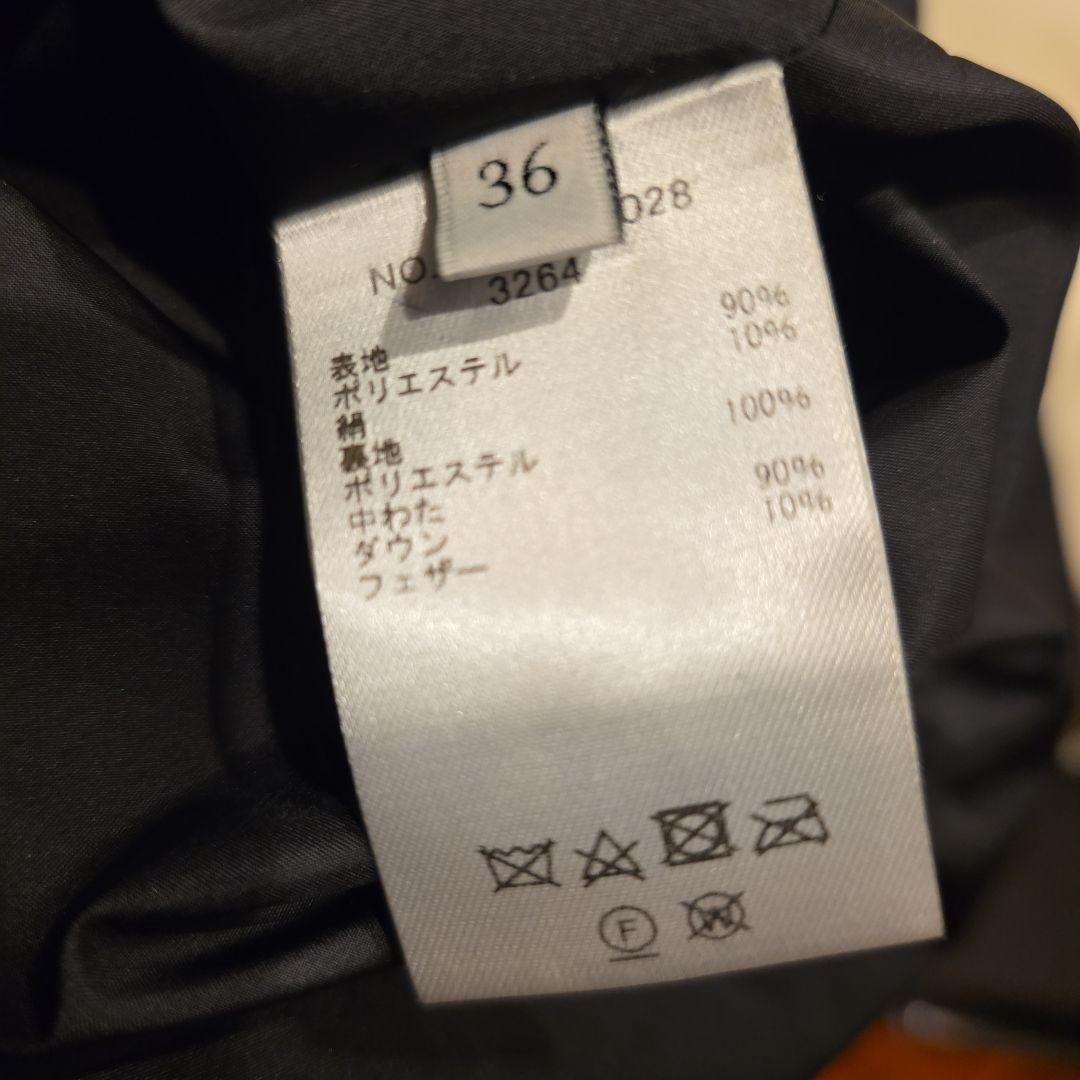 36
NO.
028
3264
表地
ポリエステル 90%
絹 10%
裏地
ポリエステル 100%
中わた
ダウン 90%
フェザー 10%
F
W